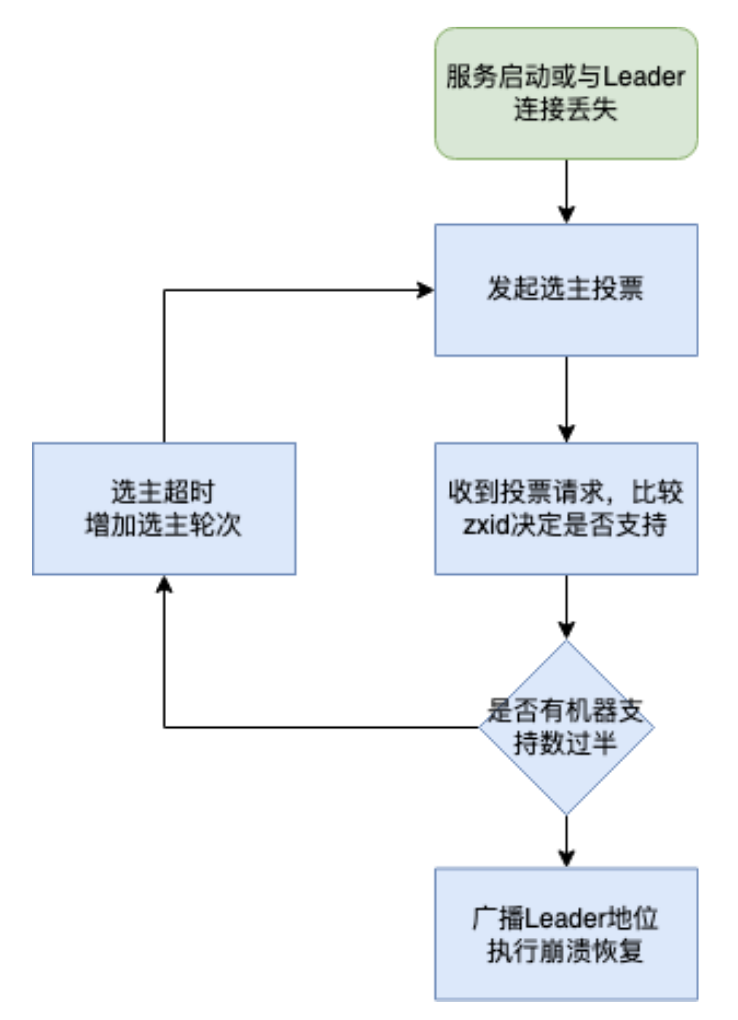 服务启动或与Leader
连接丢失
发起选主投票
选主超时
增加选主轮次
收到投票请求，比较
zxid决定是否支持
是否有机器支
持数过半
广播Leader地位
执行崩溃恢复